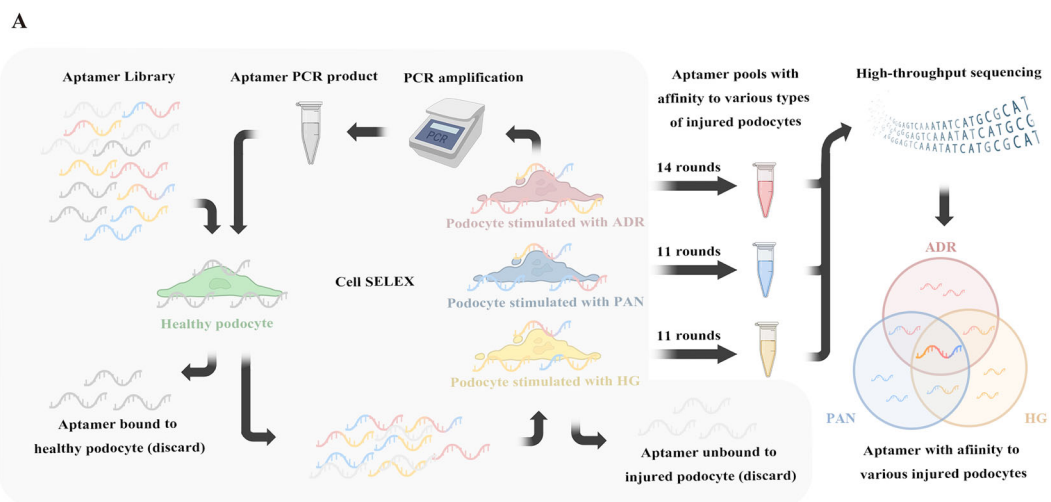 A
Aptamer Library
Aptamer PCR product
PCR amplification
PCR
Aptamer pools with
affinity to various types
of injured podocytes
High-throughput sequencing
GGAGTCAAATATCATGCGCAT
GGGAGTCAAATATCATGCG
GGAGTCAAATATCATGCGCAT
14 rounds
Podocyte stimulated with ADR
11 rounds
Cell SELEX
Podocyte stimulated with PAN
Healthy podocyte
11 rounds
Podocyte stimulated with HG
ADR
PAN
HG
Aptamer bound to
healthy podocyte (discard)
Aptamer unbound to
injured podocyte (discard)
Aptamer with afiinity to
various injured podocytes